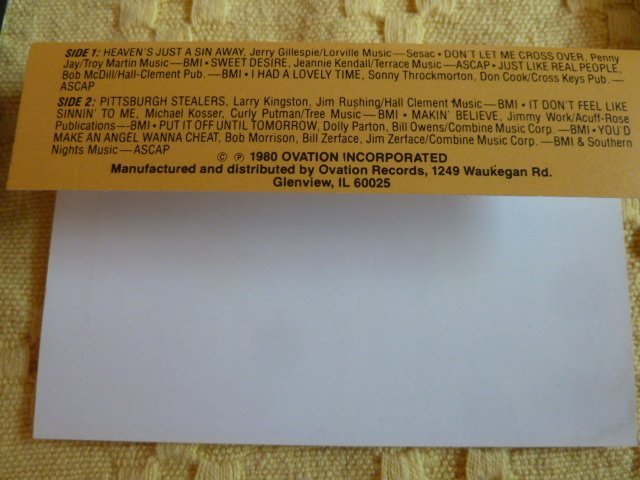 SIDE 1: HEAVEN'S JUST A SIN AWAY, Jerry Gillespie/Lorville Music—Sesac • DON'T LET ME CROSS OVER, Penny
Jay/Troy Martin Music—BMI • SWEET DESIRE, Jeannie Kendall/Terrace Music—ASCAP • JUST LIKE REAL PEOPLE,
Bob McDill/Hall-Clement Pub.—BMI • I HAD A LOVELY TIME, Sonny Throckmorton, Don Cook/Cross Keys Pub.—
ASCAP
SIDE 2: PITTSBURGH STEALERS, Larry Kingston, Jim Rushing/Hall Clement Music—BMI • IT DON'T FEEL LIKE
SINNIN' TO ME, Michael Kosser, Curly Putman/Tree Music—BMI • MAKIN' BELIEVE, Jimmy Work/Acuff-Rose
Publications—BMI • PUT IT OFF UNTIL TOMORROW, Dolly Parton, Bill Owens/Combine Music Corp.—BMI • YOU'D
MAKE AN ANGEL WANNA CHEAT, Bob Morrison, Bill Zerface, Jim Zerface/Combine Music Corp.—BMI & Southern
Nights Music—ASCAP
© ℗ 1980 OVATION INCORPORATED
Manufactured and distributed by Ovation Records, 1249 Waukegan Rd.
Glenview, IL 60025